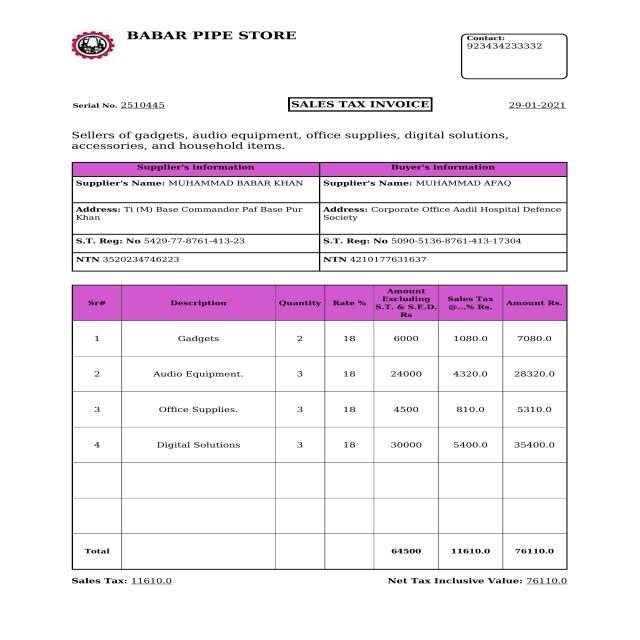 BABAR PIPE STORE
Contact:
923434233332
Serial No. 2510445
SALES TAX INVOICE
29-01-2021
Sellers of gadgets, audio equipment, office supplies, digital solutions,
accessories, and household items.
Supplier's information Buyer's information
Supplier's Name: MUHAMMAD BABAR KHAN Supplier's Name: MUHAMMAD AFAQ
Address: Ti (M) Base Commander Paf Base Pur
Khan
Address: Corporate Office Aadil Hospital Defence
Society
S.T. Reg: No 5429-77-8761-413-23 S.T. Reg: No 5090-5136-8761-413-17304
NTN 3520234746223 NTN 4210177631637
Sr# Description Quantity Rate % Amount Excluding S.T. & S.E.D. Rs Sales Tax @...% Rs. Amount Rs.
1 Gadgets 2 18 6000 1080.0 7080.0
2 Audio Equipment. 3 18 24000 4320.0 28320.0
3 Office Supplies. 3 18 4500 810.0 5310.0
4 Digital Solutions 3 18 30000 5400.0 35400.0
Total 64500 11610.0 76110.0
Sales Tax: 11610.0 Net Tax Inclusive Value: 76110.0